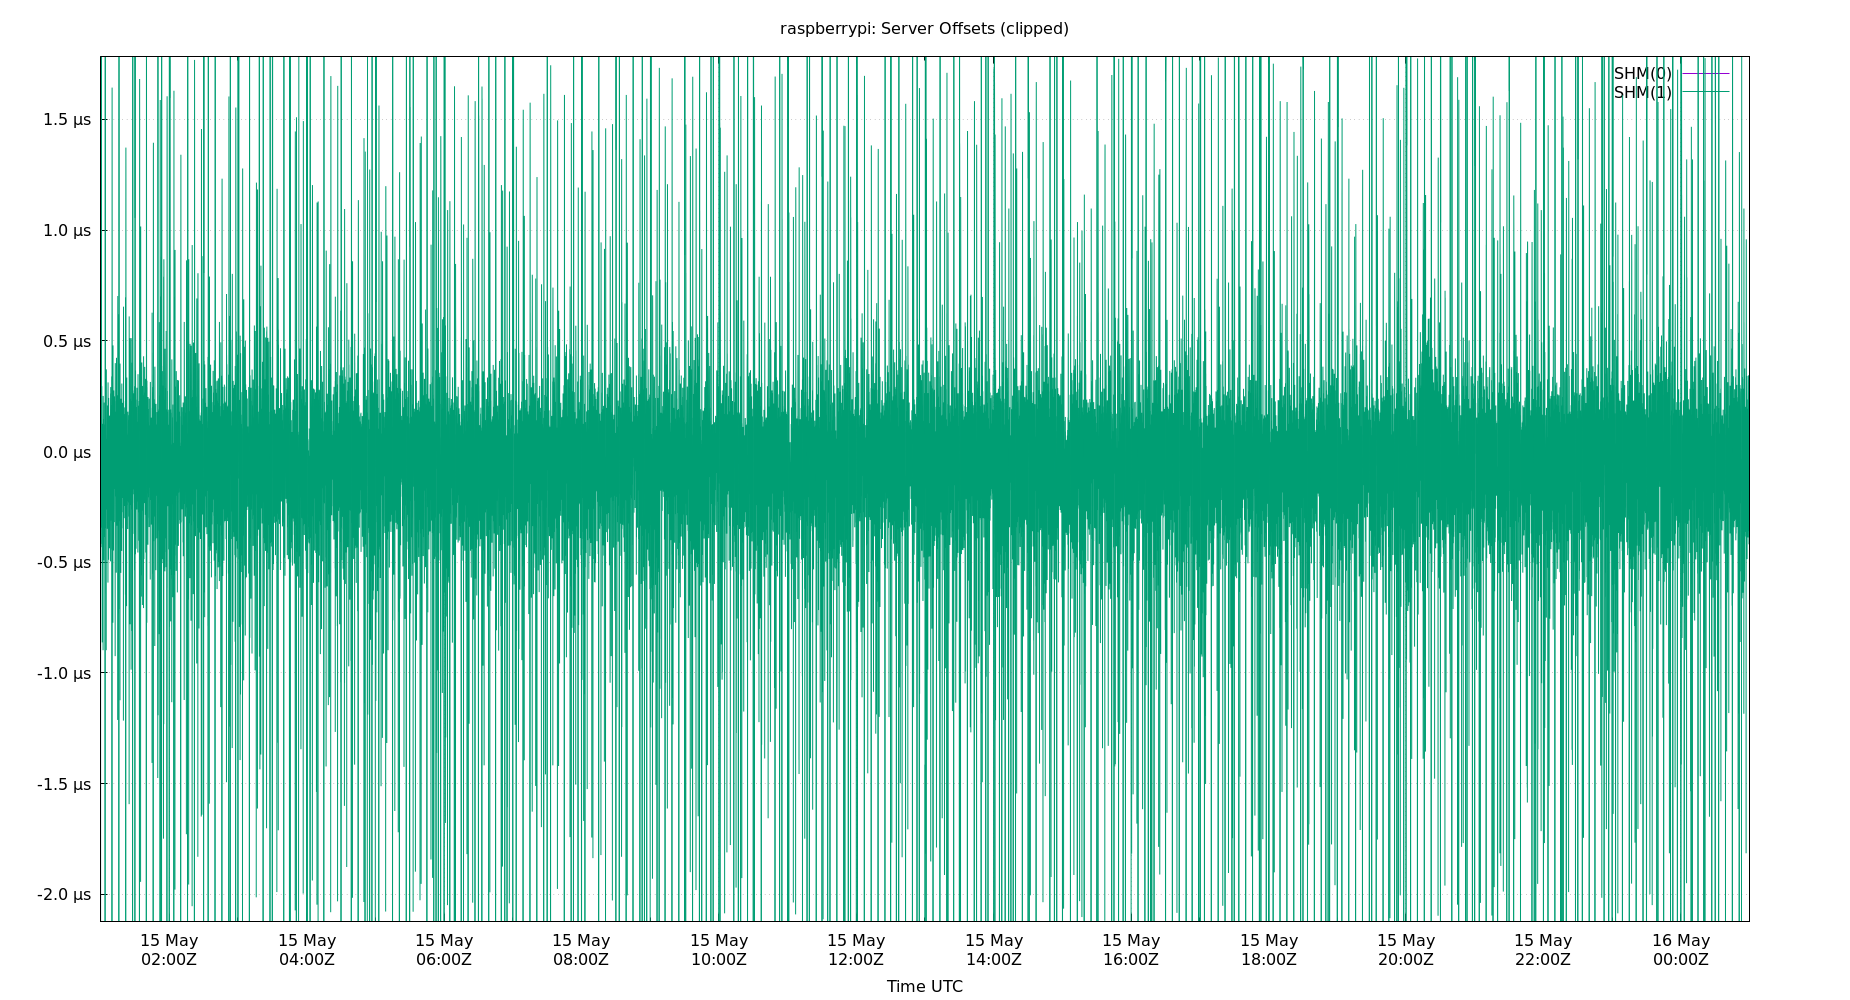 raspberrypi: Server Offsets (clipped)
SHM(0)
SHM(1)
1.5 µs
1.0 µs
0.5 µs
0.0 µs
-0.5 µs
-1.0 µs
-1.5 µs
-2.0 µs
15 May 15 May 15 May 15 May 15 May 15 May 15 May 15 May 15 May 15 May 15 May 16 May
02:00Z 04:00Z 06:00Z 08:00Z 10:00Z 12:00Z 14:00Z 16:00Z 18:00Z 20:00Z 22:00Z 00:00Z
Time UTC